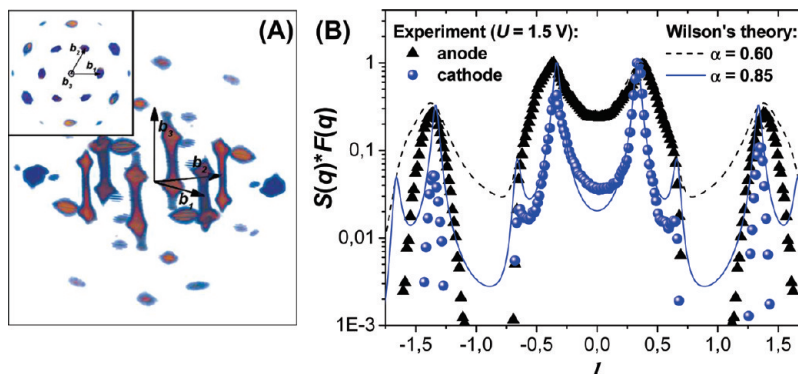 (A)
b₂
b₁
b₃
b₃
b₂
b₁
(B)
Experiment (U = 1.5 V):
anode
cathode
Wilson's theory:
α = 0.60
α = 0.85
S(q)*F(q)
1
0,1
0,01
1E-3
-1,5 -1,0 -0,5 0,0 0,5 1,0 1,5
l